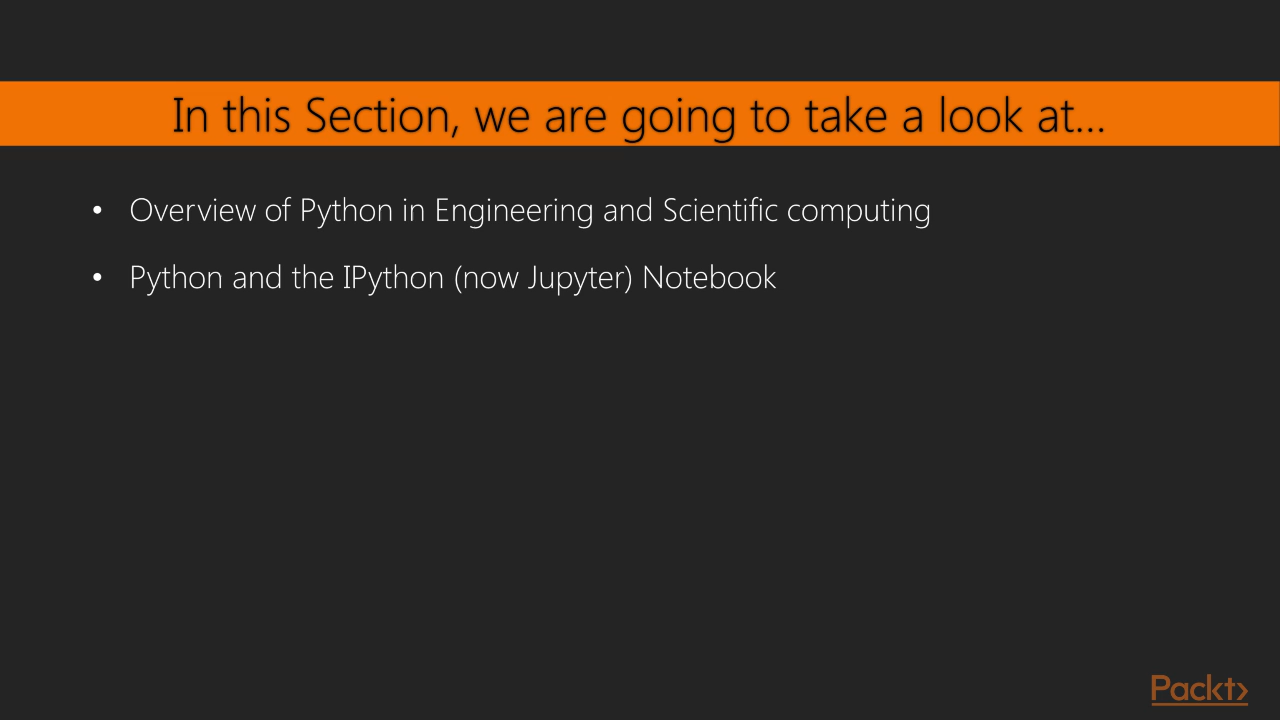 In this Section, we are going to take a look at...
• Overview of Python in Engineering and Scientific computing
• Python and the IPython (now Jupyter) Notebook
Packt>